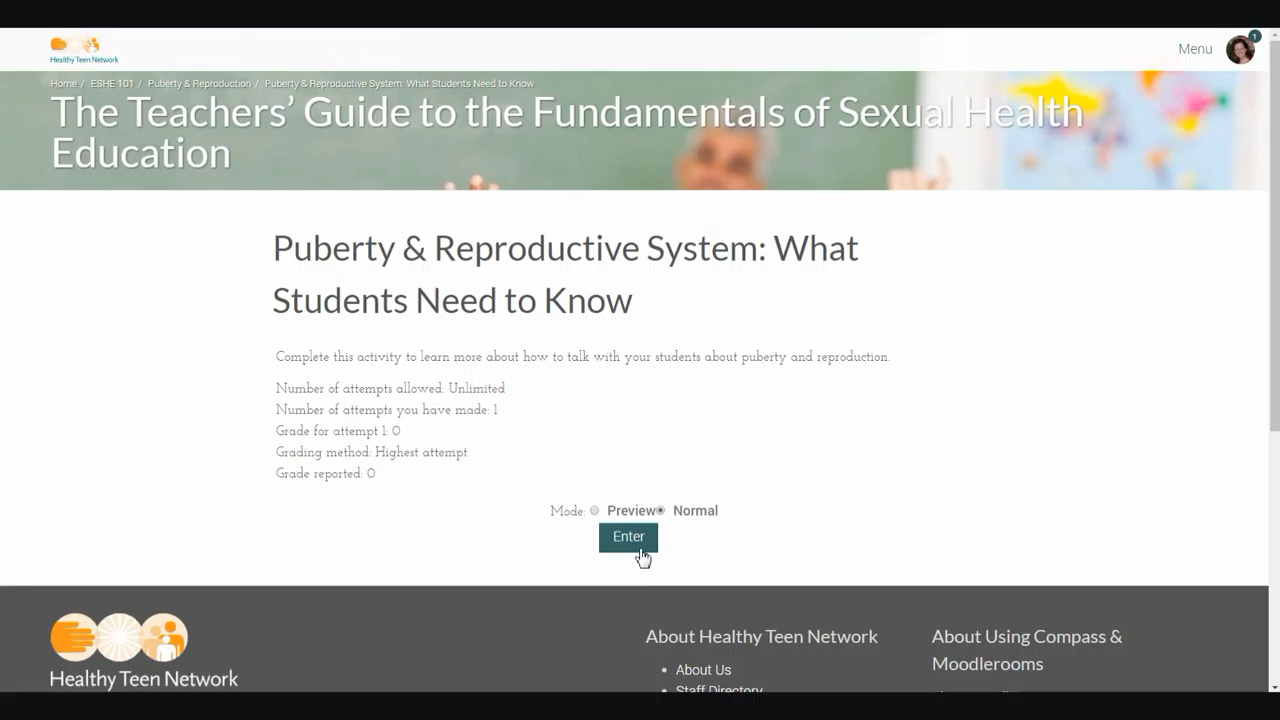 Healthy Teen Network
Menu
1
Home / ESHE 101 / Puberty & Reproduction / Puberty & Reproductive System: What Students Need to Know
The Teachers’ Guide to the Fundamentals of Sexual Health
Education
Puberty & Reproductive System: What
Students Need to Know
Complete this activity to learn more about how to talk with your students about puberty and reproduction.
Number of attempts allowed: Unlimited
Number of attempts you have made: 1
Grade for attempt 1: 0
Grading method: Highest attempt
Grade reported: 0
Mode: Preview Normal
Enter
Healthy Teen Network
About Healthy Teen Network
About Us
Staff Directory
About Using Compass &
Moodlerooms